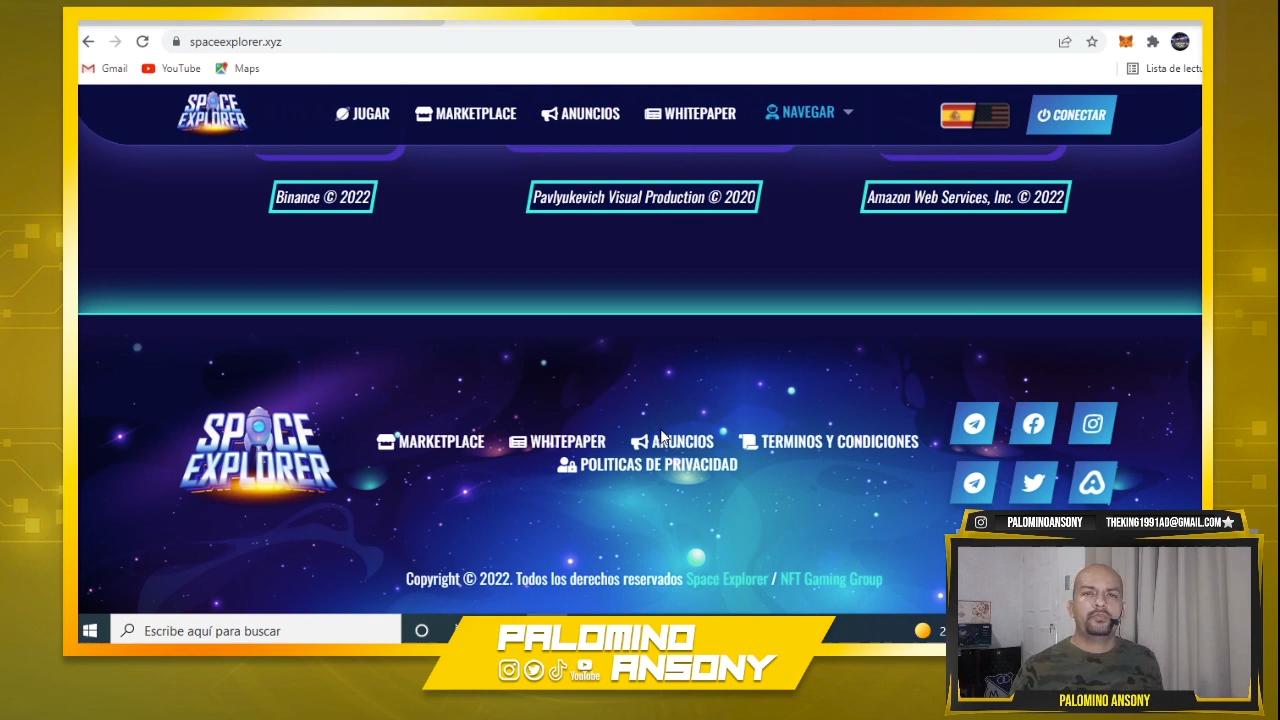 spaceexplorer.xyz
Gmail YouTube Maps
Lista de lectu
SPACE
EXPLORER
JUGAR MARKETPLACE ANUNCIOS WHITEPAPER NAVEGAR
CONECTAR
Binance © 2022 Pavlyukevich Visual Production © 2020 Amazon Web Services, Inc. © 2022
SPACE
EXPLORER
MARKETPLACE WHITEPAPER ANUNCIOS TERMINOS Y CONDICIONES
POLITICAS DE PRIVACIDAD
Copyright © 2022. Todos los derechos reservados Space Explorer / NFT Gaming Group
Escribe aquí para buscar
2
PALOMINO
ANSONY
YouTube
PALOMINOANSONY THEKING1991AD@GMAIL.COM
PALOMINO ANSONY